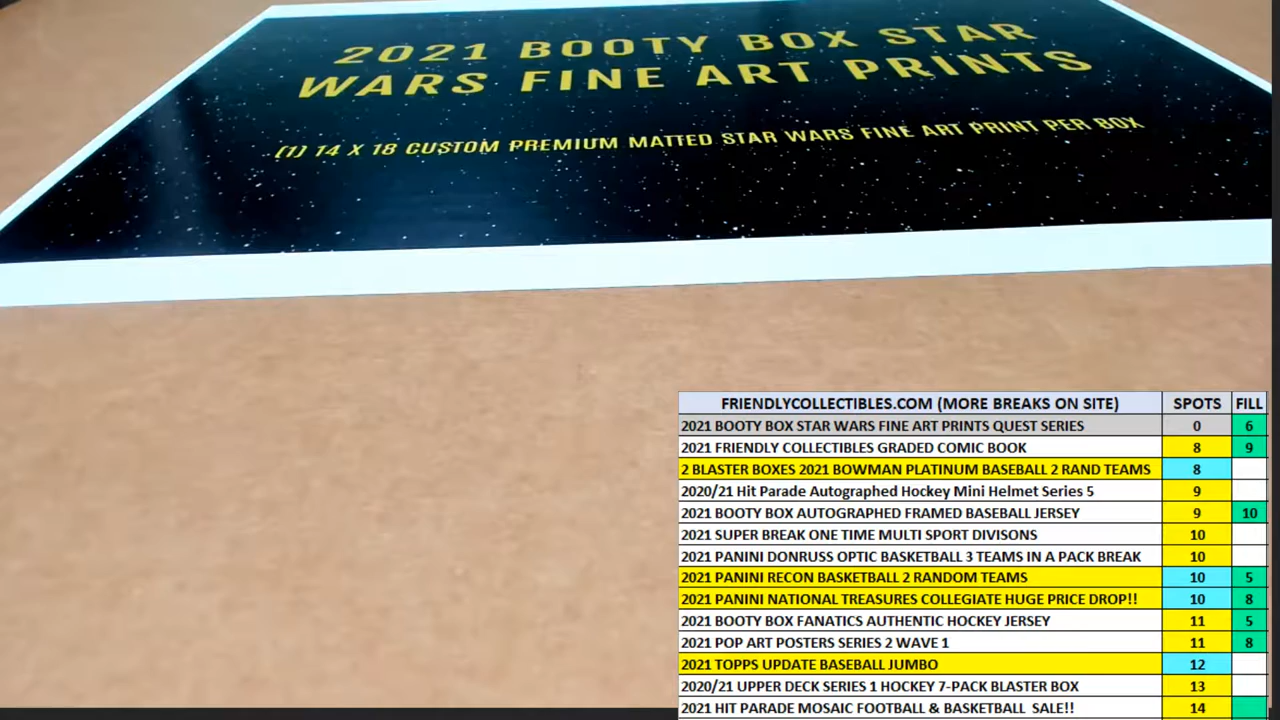 2021 BOOTY BOX STAR
WARS FINE ART PRINTS
(1) 14 X 18 CUSTOM PREMIUM MATTED STAR WARS FINE ART PRINT PER BOX
FRIENDLYCOLLECTIBLES.COM (MORE BREAKS ON SITE) SPOTS FILL
2021 BOOTY BOX STAR WARS FINE ART PRINTS QUEST SERIES 0 6
2021 FRIENDLY COLLECTIBLES GRADED COMIC BOOK 8 9
2 BLASTER BOXES 2021 BOWMAN PLATINUM BASEBALL 2 RAND TEAMS 8
2020/21 Hit Parade Autographed Hockey Mini Helmet Series 5 9
2021 BOOTY BOX AUTOGRAPHED FRAMED BASEBALL JERSEY 9 10
2021 SUPER BREAK ONE TIME MULTI SPORT DIVISONS 10
2021 PANINI DONRUSS OPTIC BASKETBALL 3 TEAMS IN A PACK BREAK 10
2021 PANINI RECON BASKETBALL 2 RANDOM TEAMS 10 5
2021 PANINI NATIONAL TREASURES COLLEGIATE HUGE PRICE DROP!! 10 8
2021 BOOTY BOX FANATICS AUTHENTIC HOCKEY JERSEY 11 5
2021 POP ART POSTERS SERIES 2 WAVE 1 11 8
2021 TOPPS UPDATE BASEBALL JUMBO 12
2020/21 UPPER DECK SERIES 1 HOCKEY 7-PACK BLASTER BOX 13
2021 HIT PARADE MOSAIC FOOTBALL & BASKETBALL SALE!! 14